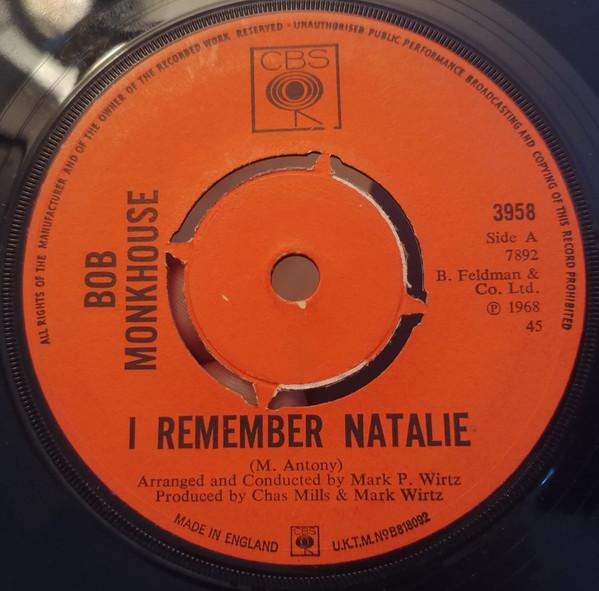 ALL RIGHTS OF THE MANUFACTURER AND OF THE OWNER OF THE RECORDED WORK RESERVED • UNAUTHORISED PUBLIC PERFORMANCE BROADCASTING AND COPYING OF THIS RECORD PROHIBITED
CBS
BOB
MONKHOUSE
3958
Side A
7892
B. Feldman &
Co. Ltd.
Ⓟ 1968
45
I REMEMBER NATALIE
(M. Antony)
Arranged and Conducted by Mark P. Wirtz
Produced by Chas Mills & Mark Wirtz
MADE IN ENGLAND CBS U.K.T.M. No B818092